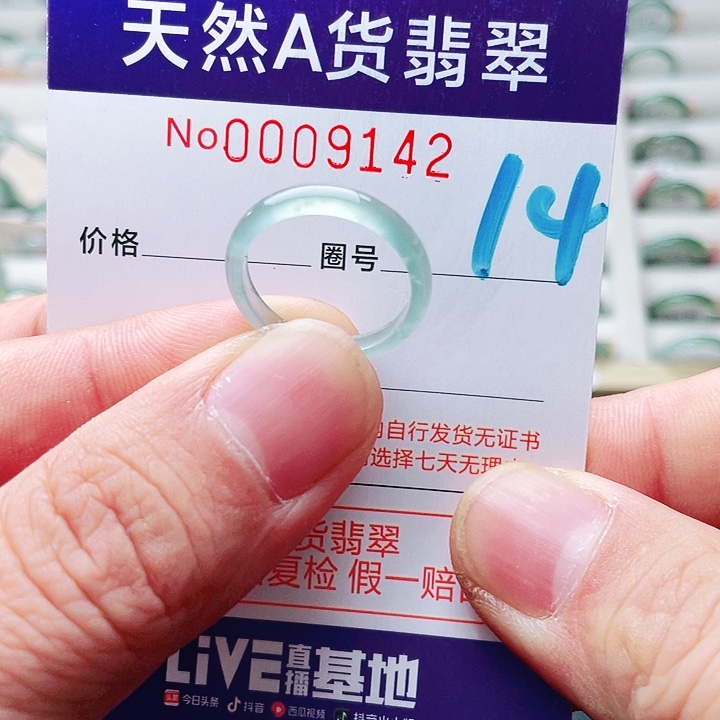 天然A货翡翠
No.0009142
价格 圈号 14
自行发货无证书
选择七天无理
货翡翠
复检 假一赔
LIVE直播基地
今日头条 抖音 西瓜视频